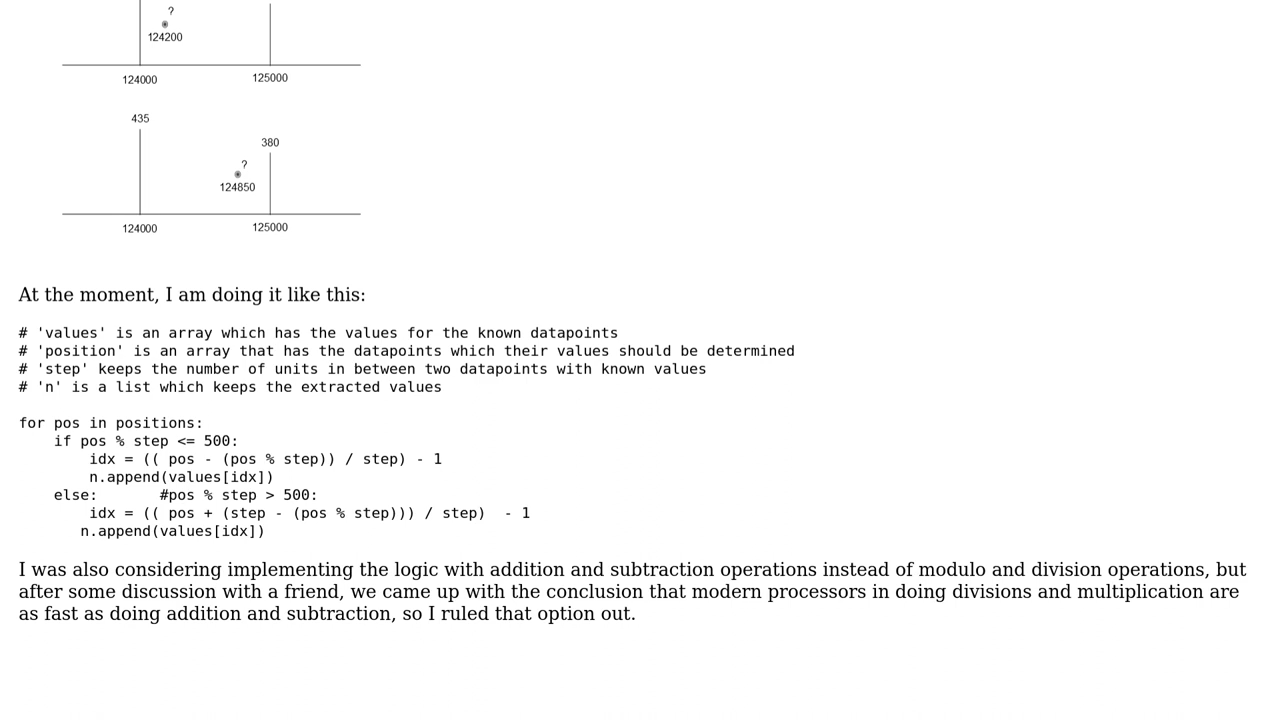 ?
124200
124000 125000
435
380
?
124850
124000 125000
At the moment, I am doing it like this:
# 'values' is an array which has the values for the known datapoints
# 'position' is an array that has the datapoints which their values should be determined
# 'step' keeps the number of units in between two datapoints with known values
# 'n' is a list which keeps the extracted values
for pos in positions:
    if pos % step <= 500:
        idx = (( pos - (pos % step)) / step) - 1
        n.append(values[idx])
    else:       #pos % step > 500:
        idx = (( pos + (step - (pos % step))) / step)  - 1
       n.append(values[idx])
I was also considering implementing the logic with addition and subtraction operations instead of modulo and division operations, but
after some discussion with a friend, we came up with the conclusion that modern processors in doing divisions and multiplication are
as fast as doing addition and subtraction, so I ruled that option out.